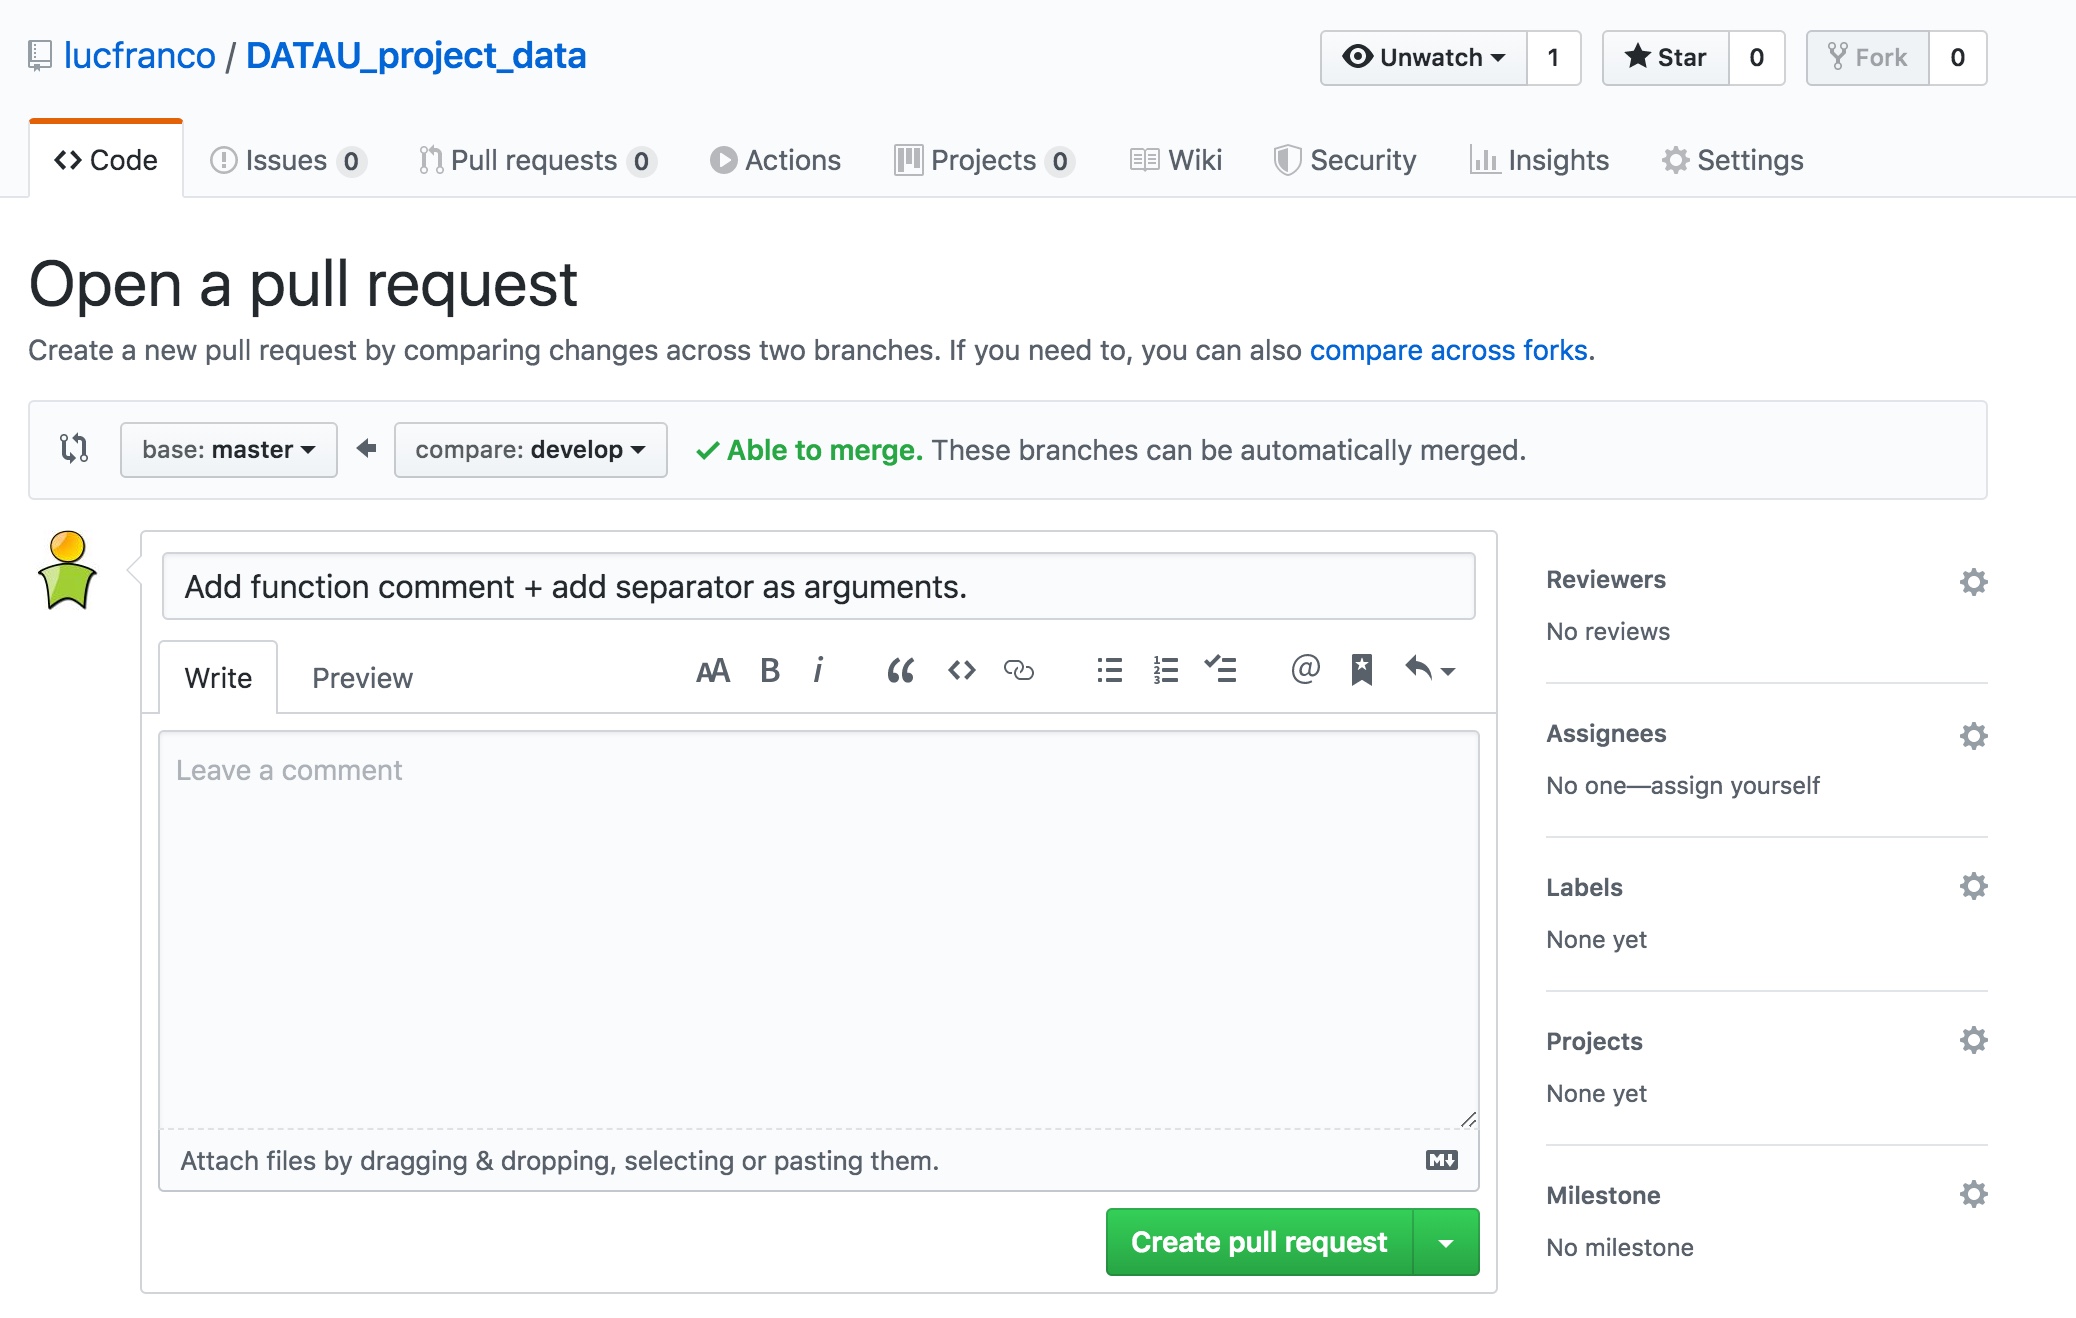 lucfranco / DATAU_project_data Unwatch 1 Star 0 Fork 0
Code Issues 0 Pull requests 0 Actions Projects 0 Wiki Security Insights Settings
Open a pull request
Create a new pull request by comparing changes across two branches. If you need to, you can also compare across forks.
base: master compare: develop Able to merge. These branches can be automatically merged.
Add function comment + add separator as arguments.
Write Preview AA B i
Leave a comment
Attach files by dragging & dropping, selecting or pasting them.
Create pull request
Reviewers
No reviews
Assignees
No one—assign yourself
Labels
None yet
Projects
None yet
Milestone
No milestone